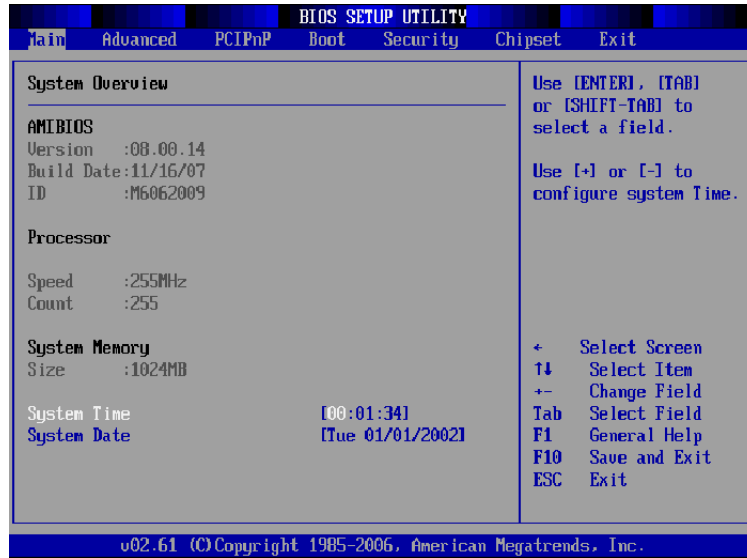 BIOS SETUP UTILITY
Main Advanced PCIPnP Boot Security Chipset Exit
System Overview
AMIBIOS
Version :08.00.14
Build Date:11/16/07
ID :M6062009
Processor
Speed :255MHz
Count :255
System Memory
Size :1024MB
System Time [00:01:34]
System Date [Tue 01/01/2002]
Use [ENTER], [TAB]
or [SHIFT-TAB] to
select a field.
Use [+] or [-] to
configure system Time.
← Select Screen
↑↓ Select Item
+- Change Field
Tab Select Field
F1 General Help
F10 Save and Exit
ESC Exit
v02.61 (C)Copyright 1985-2006, American Megatrends, Inc.